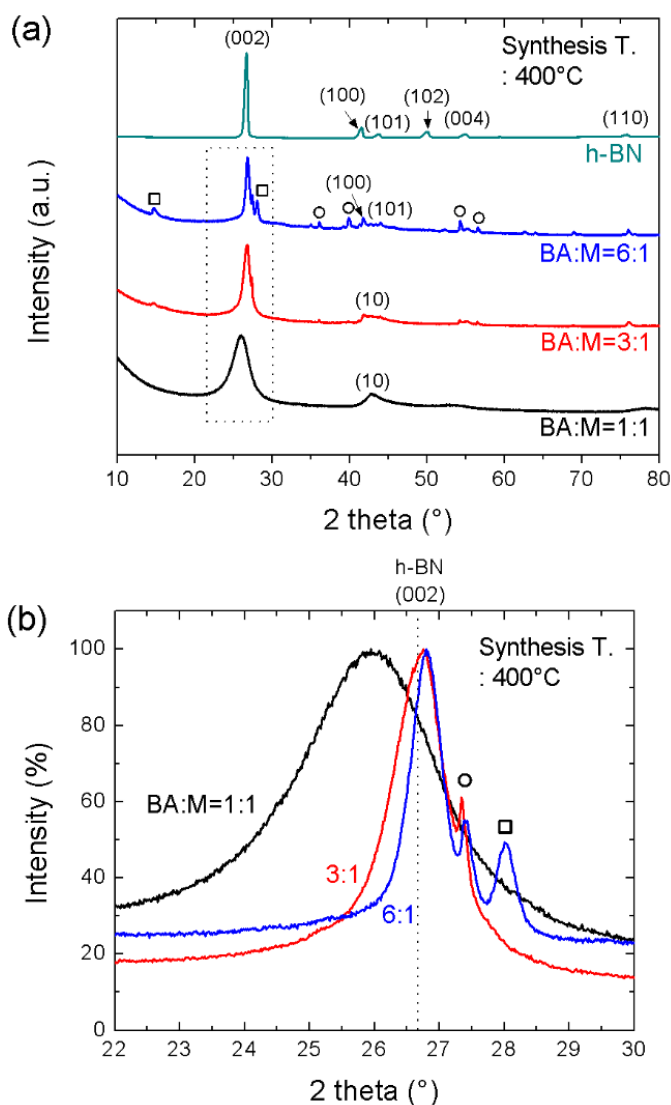 (a)
(002)
Synthesis T.
: 400°C
(100)
(101)
(102)
(004)
(110)
h-BN
(100)
(101)
BA:M=6:1
(10)
BA:M=3:1
(10)
BA:M=1:1
Intensity (a.u.)
10 20 30 40 50 60 70 80
2 theta (°)
h-BN
(002)
(b)
Synthesis T.
: 400°C
BA:M=1:1
3:1
6:1
Intensity (%)
100
80
60
40
20
0
22 23 24 25 26 27 28 29 30
2 theta (°)